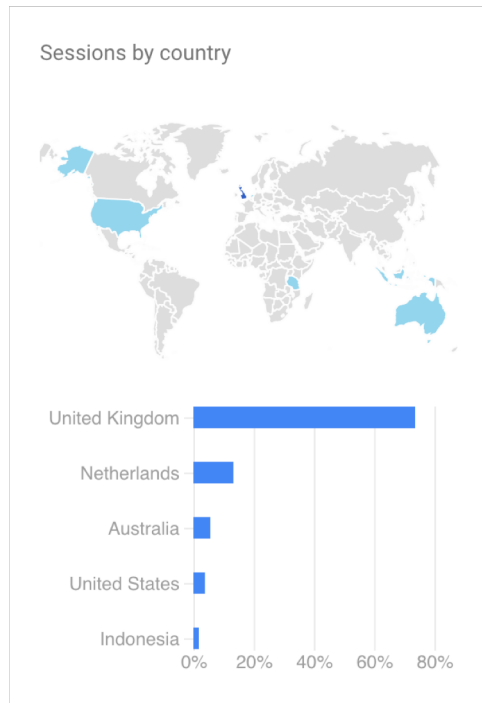 Sessions by country
United Kingdom
Netherlands
Australia
United States
Indonesia
0% 20% 40% 60% 80%